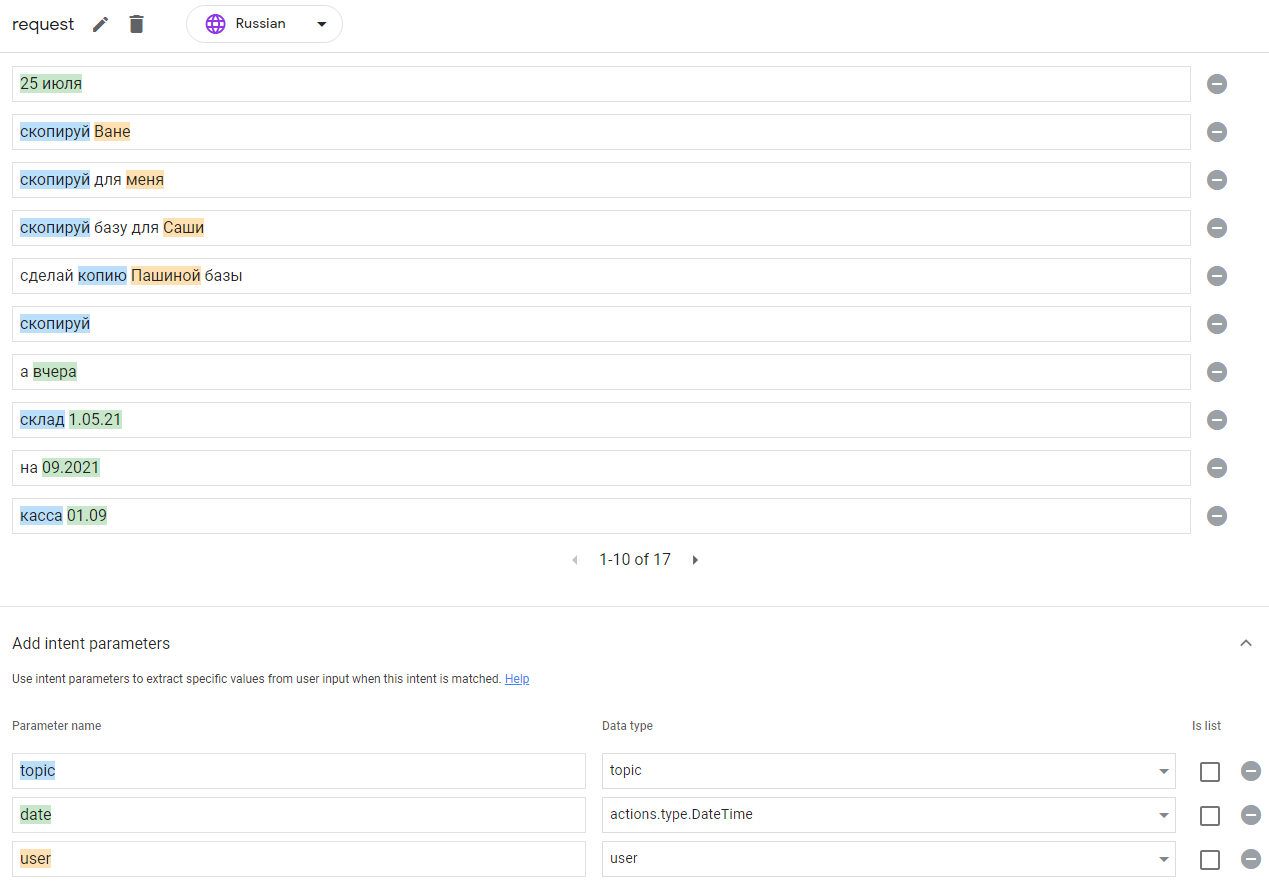 request Russian
25 июля
скопируй Ване
скопируй для меня
скопируй базу для Саши
сделай копию Пашиной базы
скопируй
а вчера
склад 1.05.21
на 09.2021
касса 01.09
1-10 of 17
Add intent parameters
Use intent parameters to extract specific values from user input when this intent is matched. Help
Parameter name Data type Is list
topic topic
date actions.type.DateTime
user user